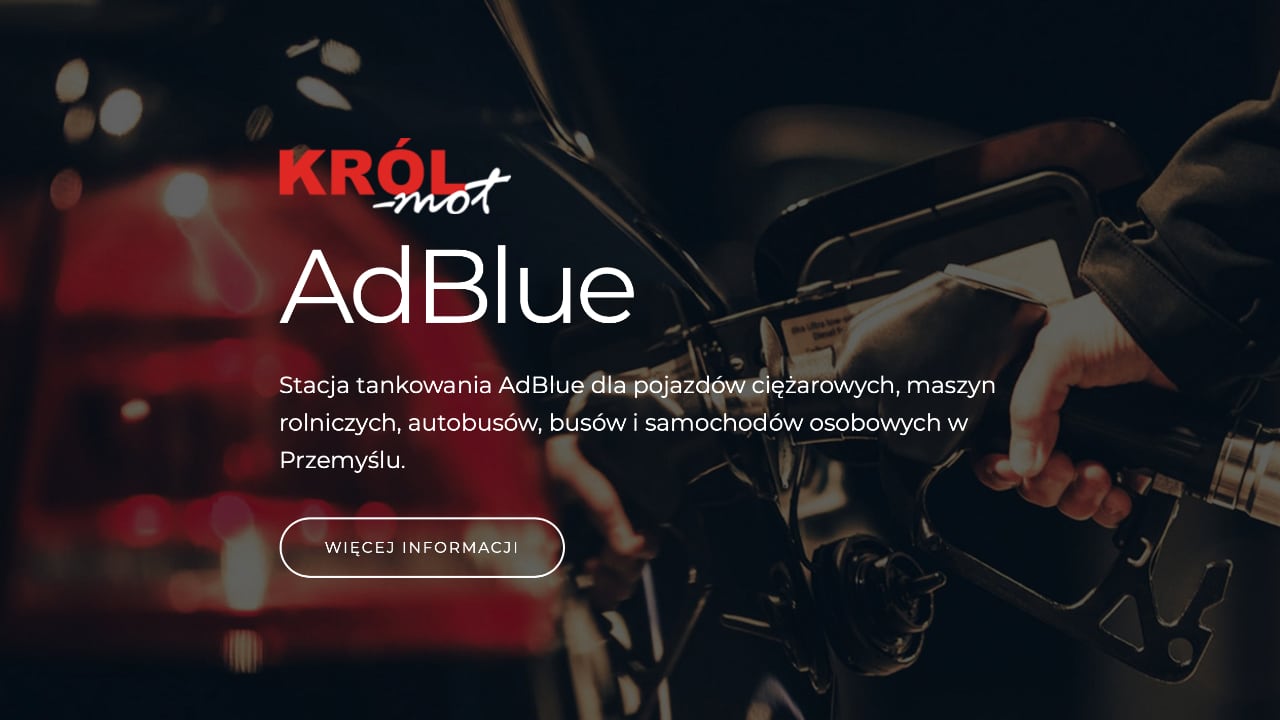 KRÓL
-mot
AdBlue
Stacja tankowania AdBlue dla pojazdów ciężarowych, maszyn
rolniczych, autobusów, busów i samochodów osobowych w
Przemyślu.
WIĘCEJ INFORMACJI